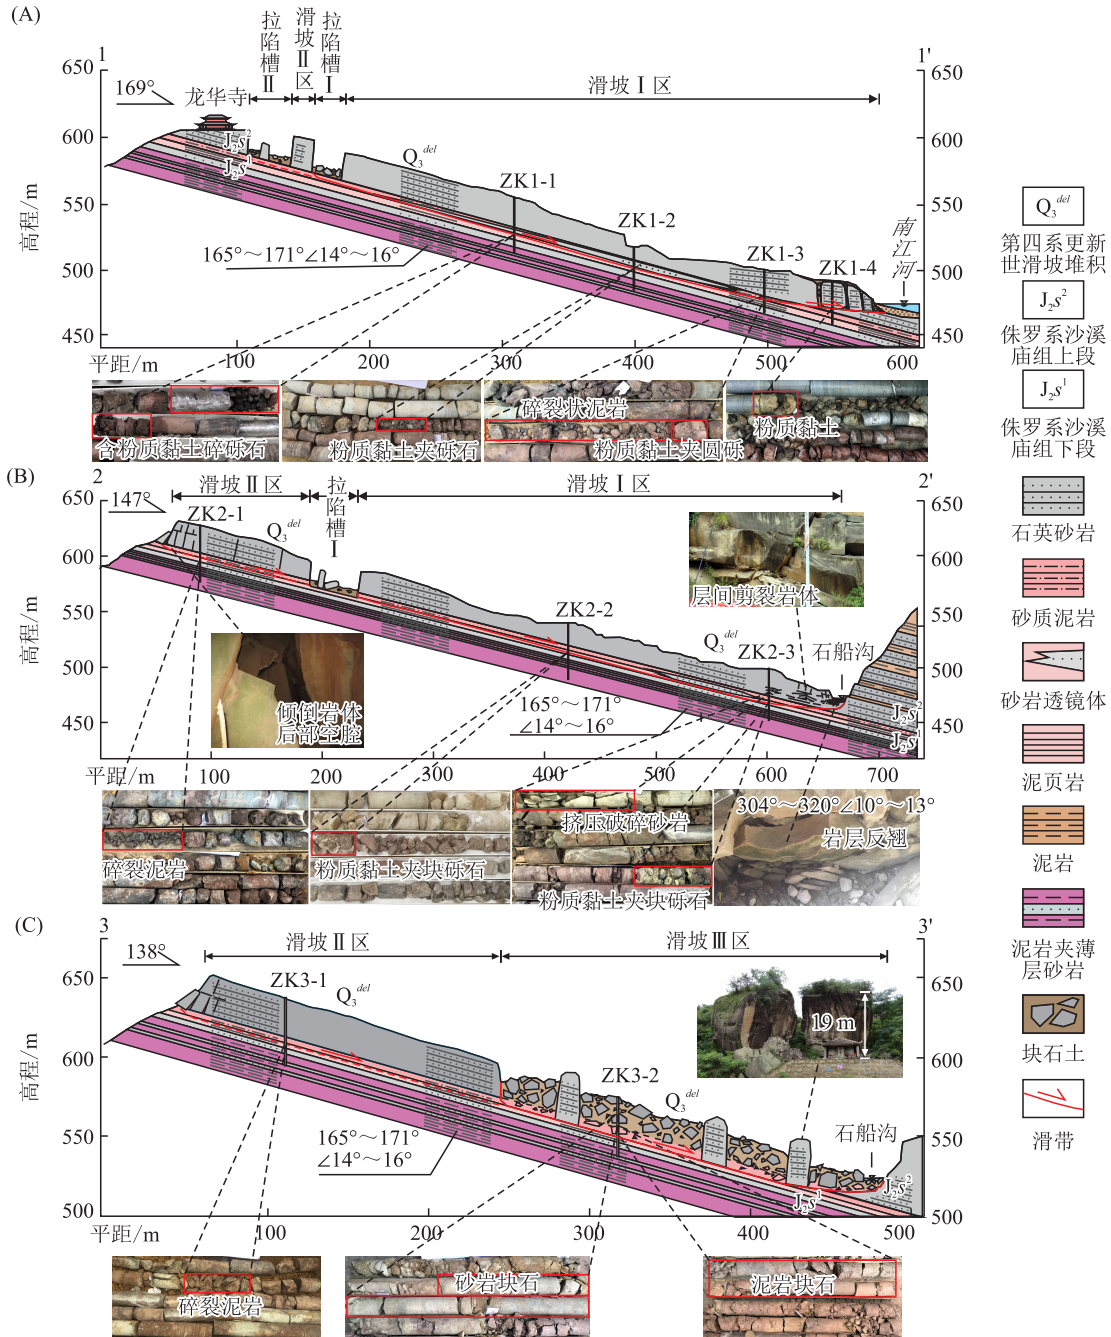 (A)
1
1'
650
600
550
500
450
高程/m
169°
龙华寺
拉陷槽Ⅱ
滑坡Ⅱ区
拉陷槽Ⅰ
滑坡Ⅰ区
J₂s²
J₂s¹
Q₃ᵈᵉˡ
ZK1-1
ZK1-2
ZK1-3
ZK1-4
南江河
165°～171°∠14°～16°
650
600
550
500
450
平距/m
100
200
300
400
500
600
含粉质黏土碎砾石
粉质黏土夹砾石
碎裂状泥岩
粉质黏土夹圆砾
粉质黏土
(B)
2
2'
650
600
550
500
450
高程/m
147°
滑坡Ⅱ区
拉陷槽Ⅰ
滑坡Ⅰ区
ZK2-1
Q₃ᵈᵉˡ
ZK2-2
Q₃ᵈᵉˡ
ZK2-3
石船沟
层间剪裂岩体
倾倒岩体
后部空腔
165°～171°
∠14°～16°
J₂s²
J₂s¹
650
600
550
500
450
平距/m
100
200
300
400
500
600
700
碎裂泥岩
粉质黏土夹块砾石
挤压破碎砂岩
粉质黏土夹块砾石
304°～320°∠10°～13°
岩层反翘
(C)
3
3'
650
600
550
500
高程/m
138°
滑坡Ⅱ区
滑坡Ⅲ区
ZK3-1
Q₃ᵈᵉˡ
ZK3-2
Q₃ᵈᵉˡ
19 m
石船沟
165°～171°
∠14°～16°
J₂s¹
J₂s²
650
600
550
500
平距/m
100
200
300
400
500
碎裂泥岩
砂岩块石
泥岩块石
Q₃ᵈᵉˡ
第四系更新
世滑坡堆积
J₂s²
侏罗系沙溪
庙组上段
J₂s¹
侏罗系沙溪
庙组下段
石英砂岩
砂质泥岩
砂岩透镜体
泥页岩
泥岩
泥岩夹薄
层砂岩
块石土
滑带